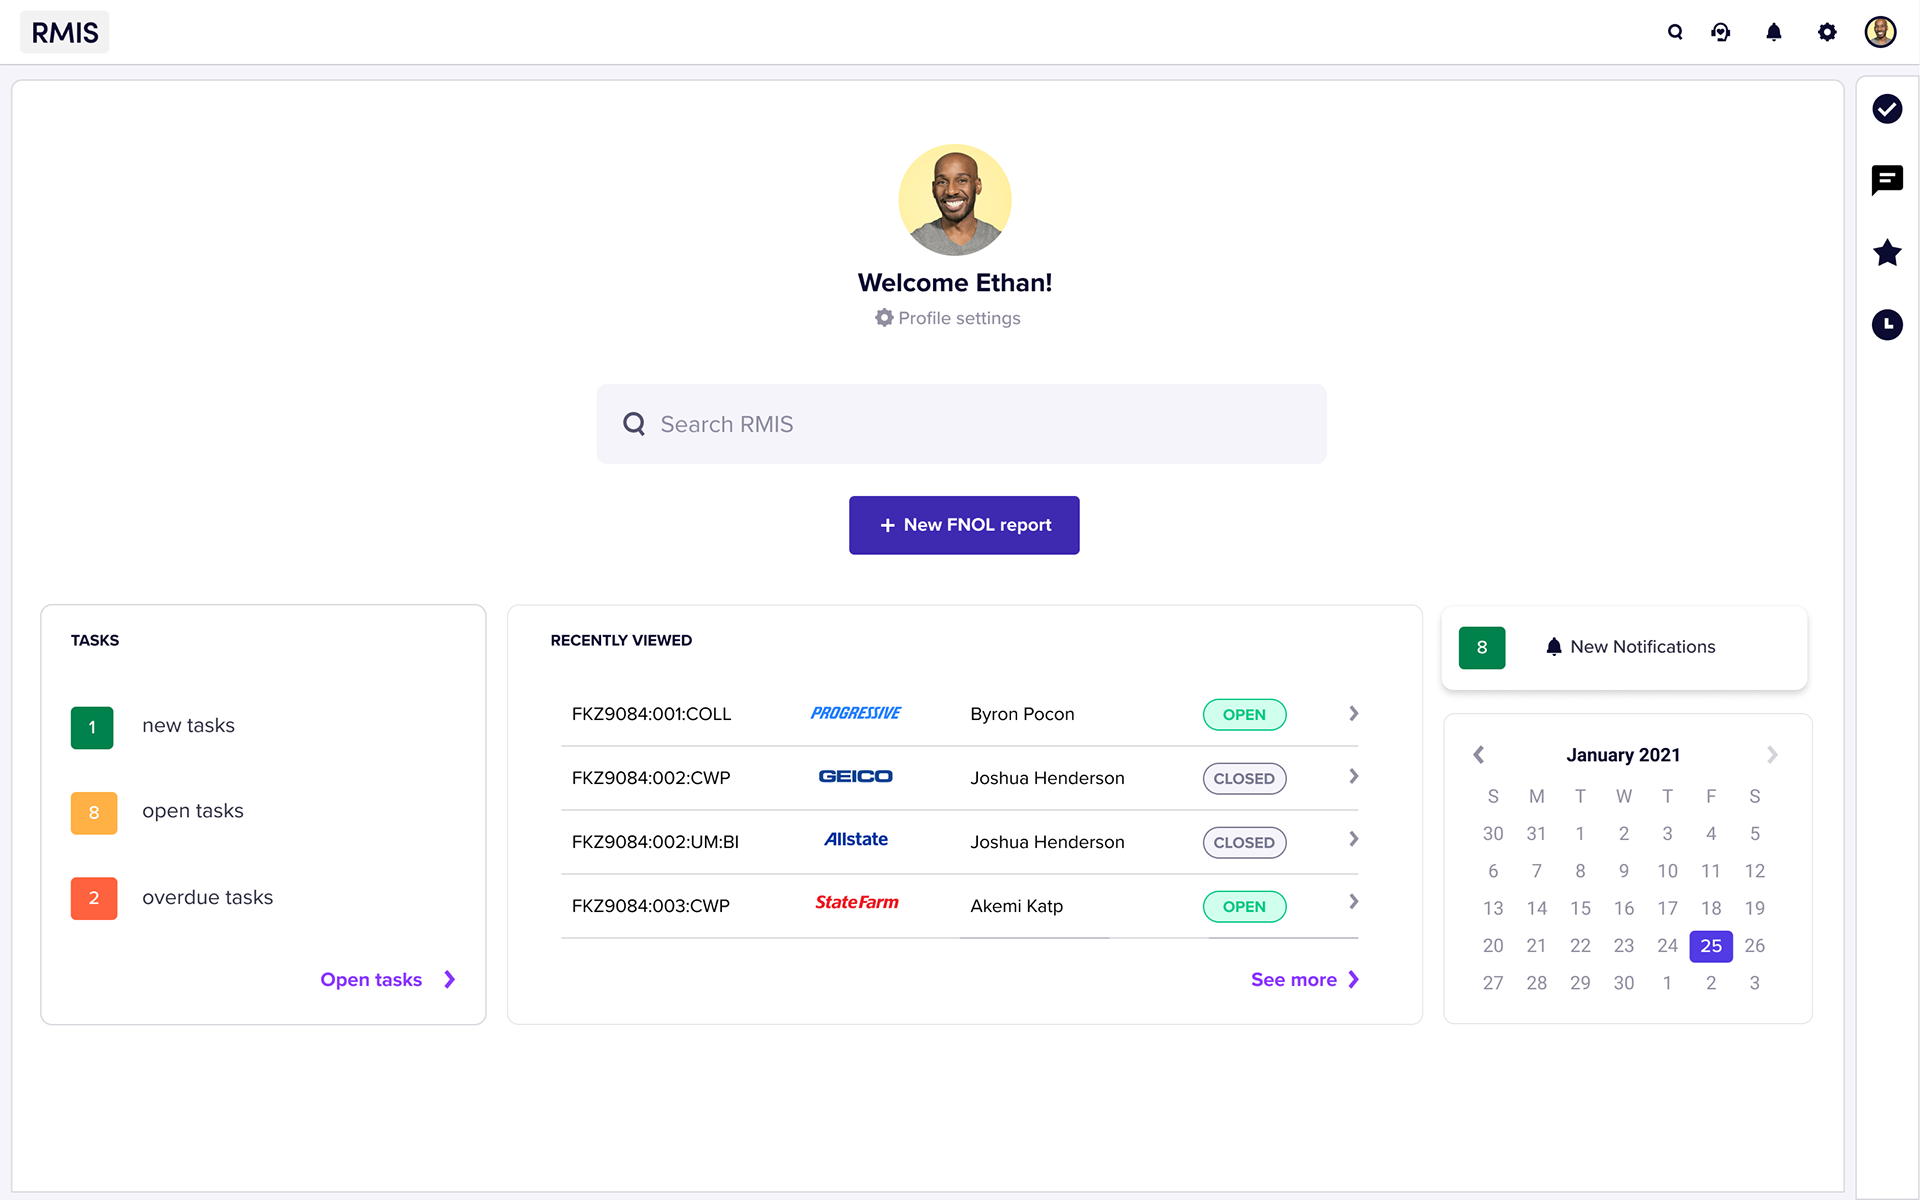 RMIS
Welcome Ethan!
Profile settings
Search RMIS
+ New FNOL report
TASKS
1 new tasks
8 open tasks
2 overdue tasks
Open tasks
RECENTLY VIEWED
FKZ9084:001:COLL PROGRESSIVE Byron Pocon OPEN
FKZ9084:002:CWP GEICO Joshua Henderson CLOSED
FKZ9084:002:UM:BI Allstate Joshua Henderson CLOSED
FKZ9084:003:CWP StateFarm Akemi Katp OPEN
See more
8 New Notifications
January 2021
S M T W T F S
30 31 1 2 3 4 5
6 7 8 9 10 11 12
13 14 15 16 17 18 19
20 21 22 23 24 25 26
27 28 29 30 1 2 3